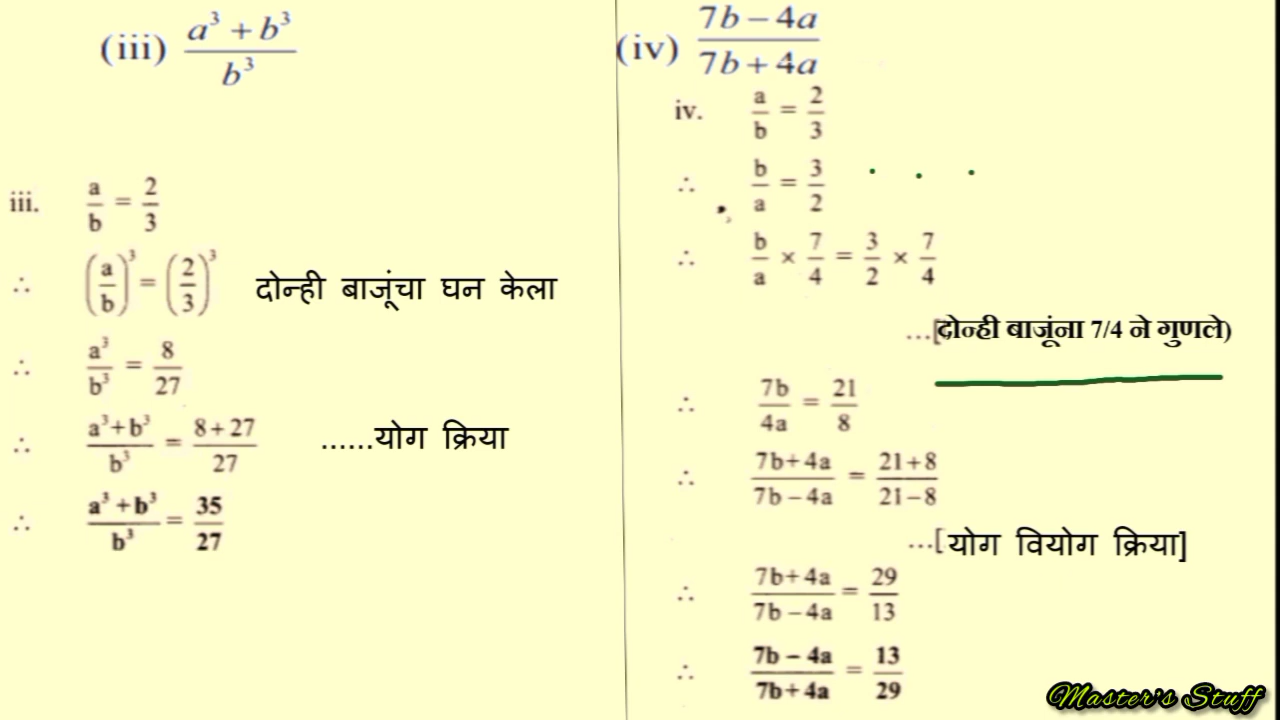 (iii) (a³ + b³)/b³
iii. a/b = 2/3
∴ (a/b)³ = (2/3)³ दोन्ही बाजूंचा घन केला
∴ a³/b³ = 8/27
∴ (a³+b³)/b³ = (8+27)/27 ......योग क्रिया
∴ (a³+b³)/b³ = 35/27
(iv) (7b – 4a)/(7b + 4a)
iv. a/b = 2/3
∴ b/a = 3/2
∴ b/a × 7/4 = 3/2 × 7/4
...[दोन्ही बाजूंना 7/4 ने गुणले)
∴ 7b/4a = 21/8
∴ (7b+4a)/(7b–4a) = (21+8)/(21–8)
...[योग वियोग क्रिया]
∴ (7b+4a)/(7b–4a) = 29/13
∴ (7b–4a)/(7b+4a) = 13/29
Master's Stuff